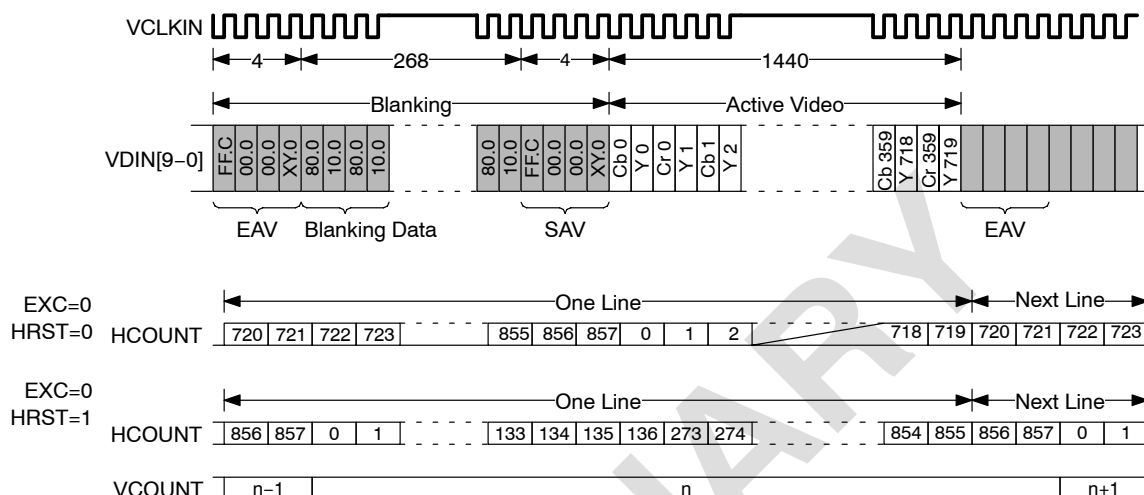 VCLKIN
4 268 4 1440
Blanking Active Video
VDIN[9−0] FF.C 00.0 00.0 XY.0 80.0 10.0 80.0 10.0 80.0 10.0 FF.C 00.0 00.0 XY.0 Cb 0 Y 0 Cr 0 Y 1 Cb 1 Y 2 Cb 359 Y 718 Cr 359 Y 719
EAV Blanking Data SAV EAV
EXC=0
HRST=0
One Line Next Line
HCOUNT 720 721 722 723 855 856 857 0 1 2 718 719 720 721 722 723
EXC=0
HRST=1
One Line Next Line
HCOUNT 856 857 0 1 133 134 135 136 273 274 854 855 856 857 0 1
VCOUNT n−1 n n+1
NARY